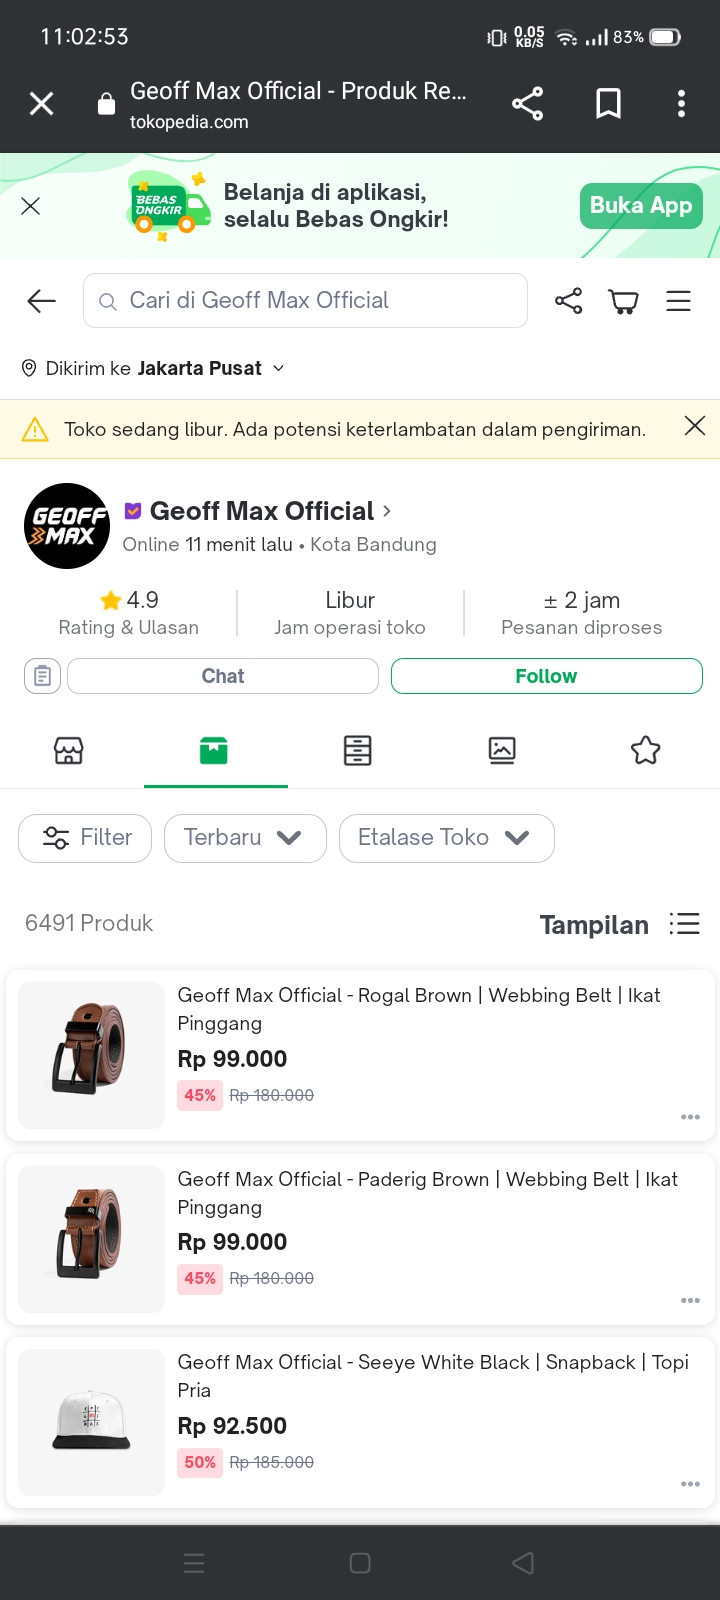 11:02:53
0.05
KB/S
83%
Geoff Max Official - Produk Re...
tokopedia.com
BEBAS
ONGKIR
Belanja di aplikasi,
selalu Bebas Ongkir!
Buka App
Cari di Geoff Max Official
Dikirim ke Jakarta Pusat
Toko sedang libur. Ada potensi keterlambatan dalam pengiriman.
GEOFF
MAX
Geoff Max Official
Online 11 menit lalu • Kota Bandung
4.9
Rating & Ulasan
Libur
Jam operasi toko
± 2 jam
Pesanan diproses
Chat
Follow
Filter
Terbaru
Etalase Toko
6491 Produk
Tampilan
Geoff Max Official - Rogal Brown | Webbing Belt | Ikat
Pinggang
Rp 99.000
45% Rp 180.000
Geoff Max Official - Paderig Brown | Webbing Belt | Ikat
Pinggang
Rp 99.000
45% Rp 180.000
Geoff Max Official - Seeye White Black | Snapback | Topi
Pria
Rp 92.500
50% Rp 185.000